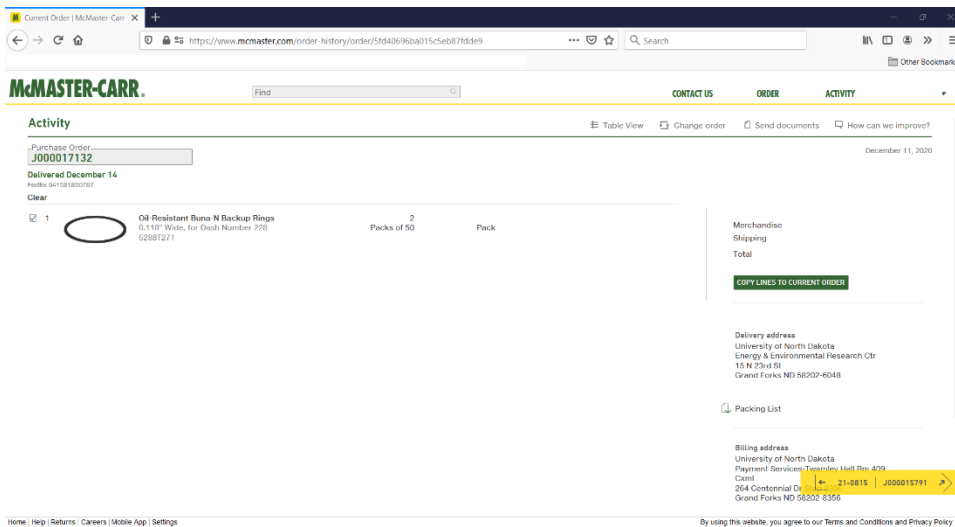 Current Order | McMaster-Carr
https://www.mcmaster.com/order-history/order/5fd40696ba015c5eb87fdde9
Search
Other Bookmark
McMASTER-CARR.
Find
CONTACT US ORDER ACTIVITY
Activity
Table View Change order Send documents How can we improve?
Purchase Order
J000017132
December 11, 2020
Delivered December 14
FedEx 941581830767
Clear
1 Oil-Resistant Buna-N Backup Rings 2
0.118" Wide, for Dash Number 228 Packs of 50 Pack
5288T271
Merchandise
Shipping
Total
COPY LINES TO CURRENT ORDER
Delivery address
University of North Dakota
Energy & Environmental Research Ctr
15 N 23rd St
Grand Forks ND 58202-6048
Packing List
Billing address
University of North Dakota
Payment Services-Twamley Hall Rm 409
Cxml
264 Centennial Dr Stop 8356
21-0815 J000015791
Grand Forks ND 58202-8356
Home | Help | Returns | Careers | Mobile App | Settings
By using this website, you agree to our Terms and Conditions and Privacy Policy